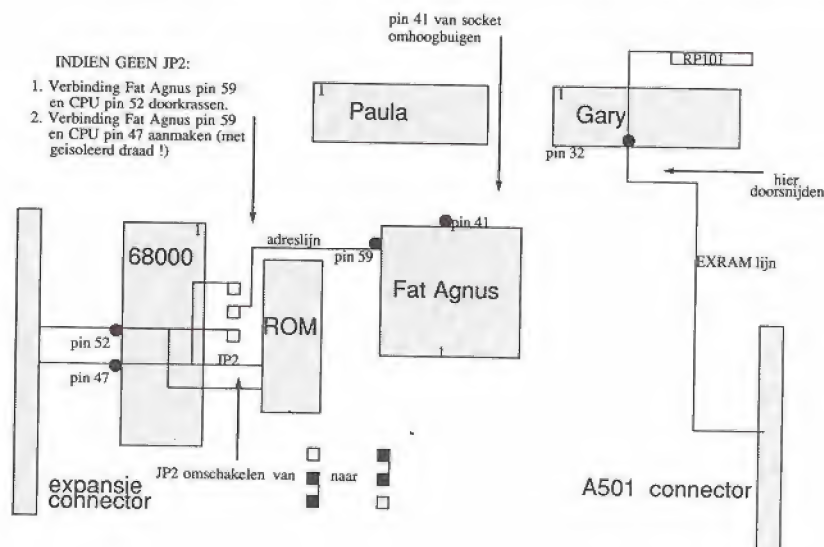 pin 41 van socket
omhoogbuigen
INDIEN GEEN JP2:
1. Verbinding Fat Agnus pin 59
en CPU pin 52 doorkrassen.
2. Verbinding Fat Agnus pin 59
en CPU pin 47 aanmaken (met
geisoleerd draad !)
RP101
1
Paula
1
Gary
pin 32
hier
doorsnijden
1
68000
adreslijn
pin 59
pin 41
Fat Agnus
1
EXRAM lijn
ROM
pin 52
JP2
pin 47
JP2 omschakelen van
naar
expansie
connector
A501 connector